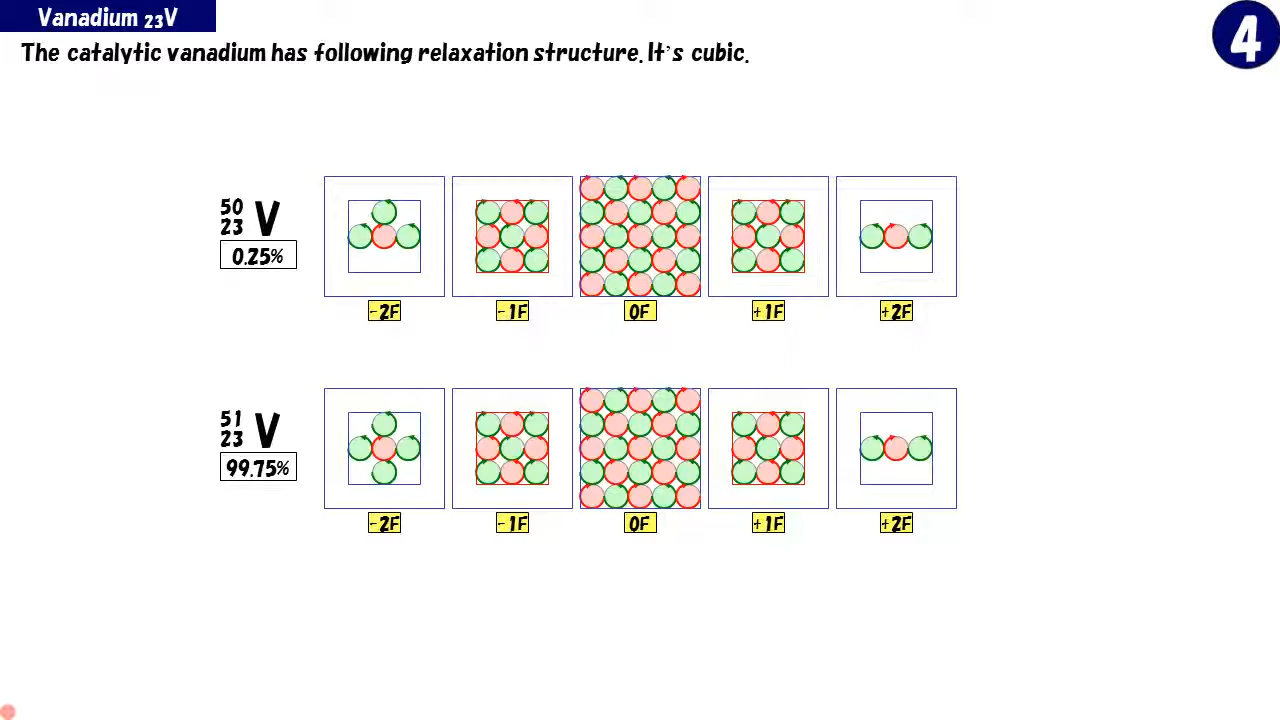 Vanadium 23V
4
The catalytic vanadium has following relaxation structure. It's cubic.
50
23 V
0.25%
-2F -1F 0F +1F +2F
51
23 V
99.75%
-2F -1F 0F +1F +2F